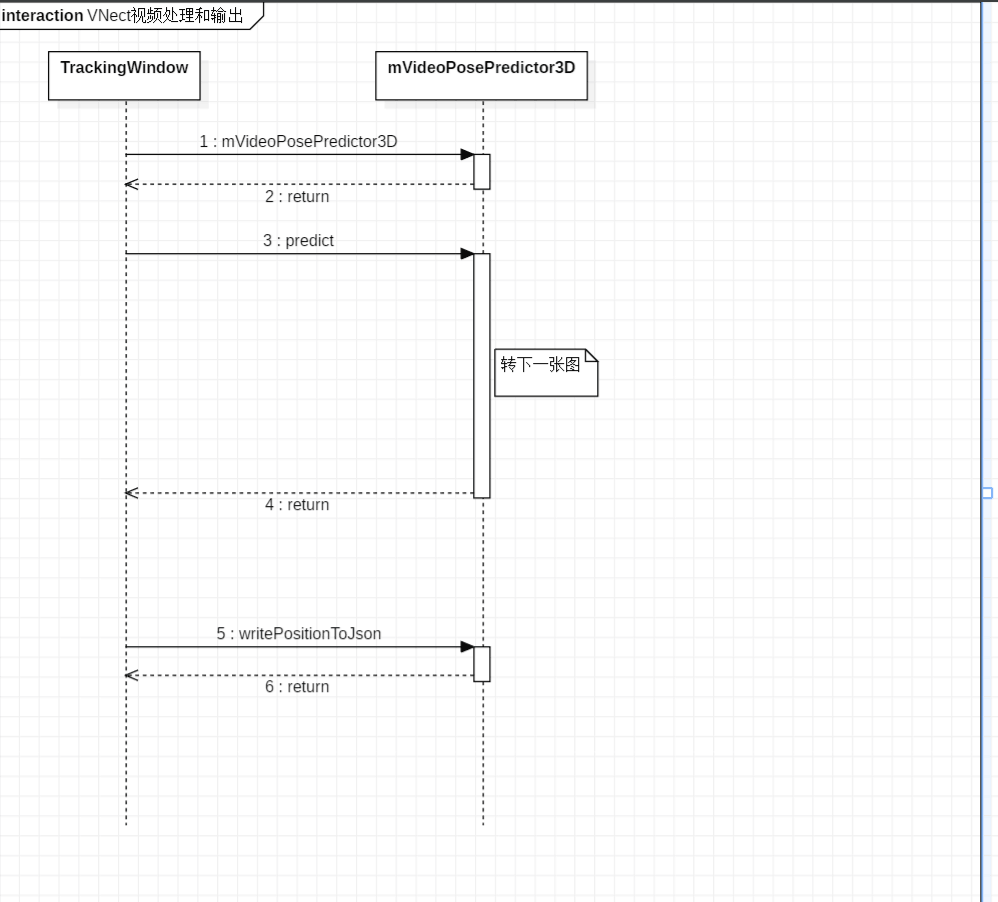 interaction VNect视频处理和输出
TrackingWindow
mVideoPosePredictor3D
1 : mVideoPosePredictor3D
2 : return
3 : predict
转下一张图
4 : return
5 : writePositionToJson
6 : return